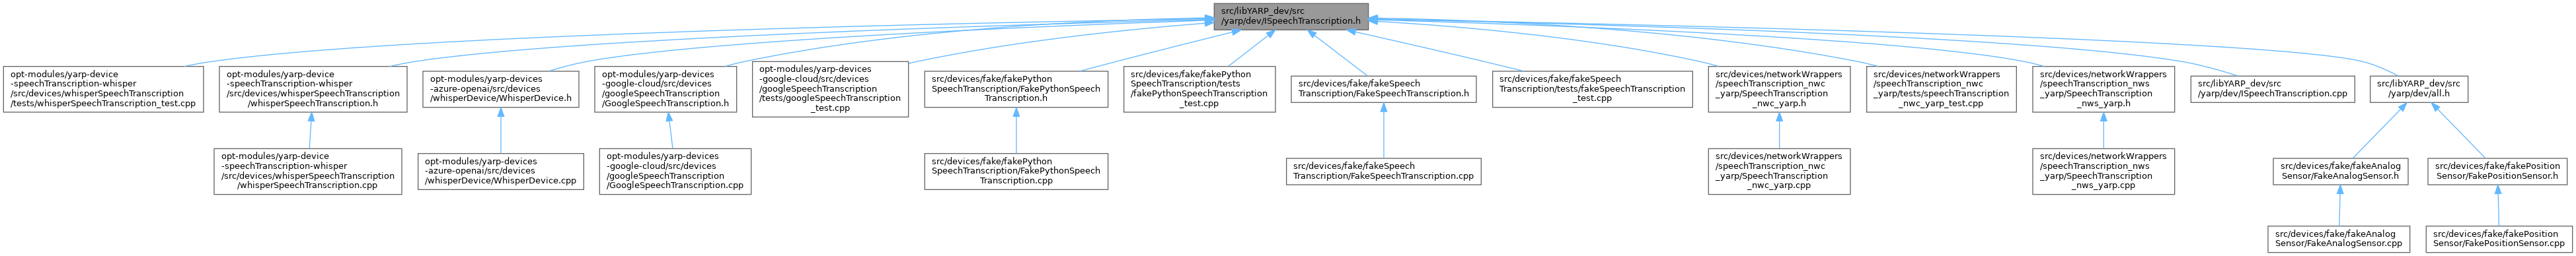 src/libYARP_dev/src
/yarp/dev/ISpeechTranscription.h
opt-modules/yarp-device
-speechTranscription-whisper
/src/devices/whisperSpeechTranscription
/tests/whisperSpeechTranscription_test.cpp
opt-modules/yarp-device
-speechTranscription-whisper
/src/devices/whisperSpeechTranscription
/whisperSpeechTranscription.h
opt-modules/yarp-devices
-azure-openai/src/devices
/whisperDevice/WhisperDevice.h
opt-modules/yarp-devices
-google-cloud/src/devices
/googleSpeechTranscription
/GoogleSpeechTranscription.h
opt-modules/yarp-devices
-google-cloud/src/devices
/googleSpeechTranscription
/tests/googleSpeechTranscription
_test.cpp
src/devices/fake/fakePython
SpeechTranscription/FakePythonSpeech
Transcription.h
src/devices/fake/fakePython
SpeechTranscription/tests
/fakePythonSpeechTranscription
_test.cpp
src/devices/fake/fakeSpeech
Transcription/FakeSpeechTranscription.h
src/devices/fake/fakeSpeech
Transcription/tests/fakeSpeechTranscription
_test.cpp
src/devices/networkWrappers
/speechTranscription_nwc
_yarp/SpeechTranscription
_nwc_yarp.h
src/devices/networkWrappers
/speechTranscription_nwc
_yarp/tests/speechTranscription
_nwc_yarp_test.cpp
src/devices/networkWrappers
/speechTranscription_nws
_yarp/SpeechTranscription
_nws_yarp.h
src/libYARP_dev/src
/yarp/dev/ISpeechTranscription.cpp
src/libYARP_dev/src
/yarp/dev/all.h
opt-modules/yarp-device
-speechTranscription-whisper
/src/devices/whisperSpeechTranscription
/whisperSpeechTranscription.cpp
opt-modules/yarp-devices
-azure-openai/src/devices
/whisperDevice/WhisperDevice.cpp
opt-modules/yarp-devices
-google-cloud/src/devices
/googleSpeechTranscription
/GoogleSpeechTranscription.cpp
src/devices/fake/fakePython
SpeechTranscription/FakePythonSpeech
Transcription.cpp
src/devices/fake/fakeSpeech
Transcription/FakeSpeechTranscription.cpp
src/devices/networkWrappers
/speechTranscription_nwc
_yarp/SpeechTranscription
_nwc_yarp.cpp
src/devices/networkWrappers
/speechTranscription_nws
_yarp/SpeechTranscription
_nws_yarp.cpp
src/devices/fake/fakeAnalog
Sensor/FakeAnalogSensor.h
src/devices/fake/fakePosition
Sensor/FakePositionSensor.h
src/devices/fake/fakeAnalog
Sensor/FakeAnalogSensor.cpp
src/devices/fake/fakePosition
Sensor/FakePositionSensor.cpp